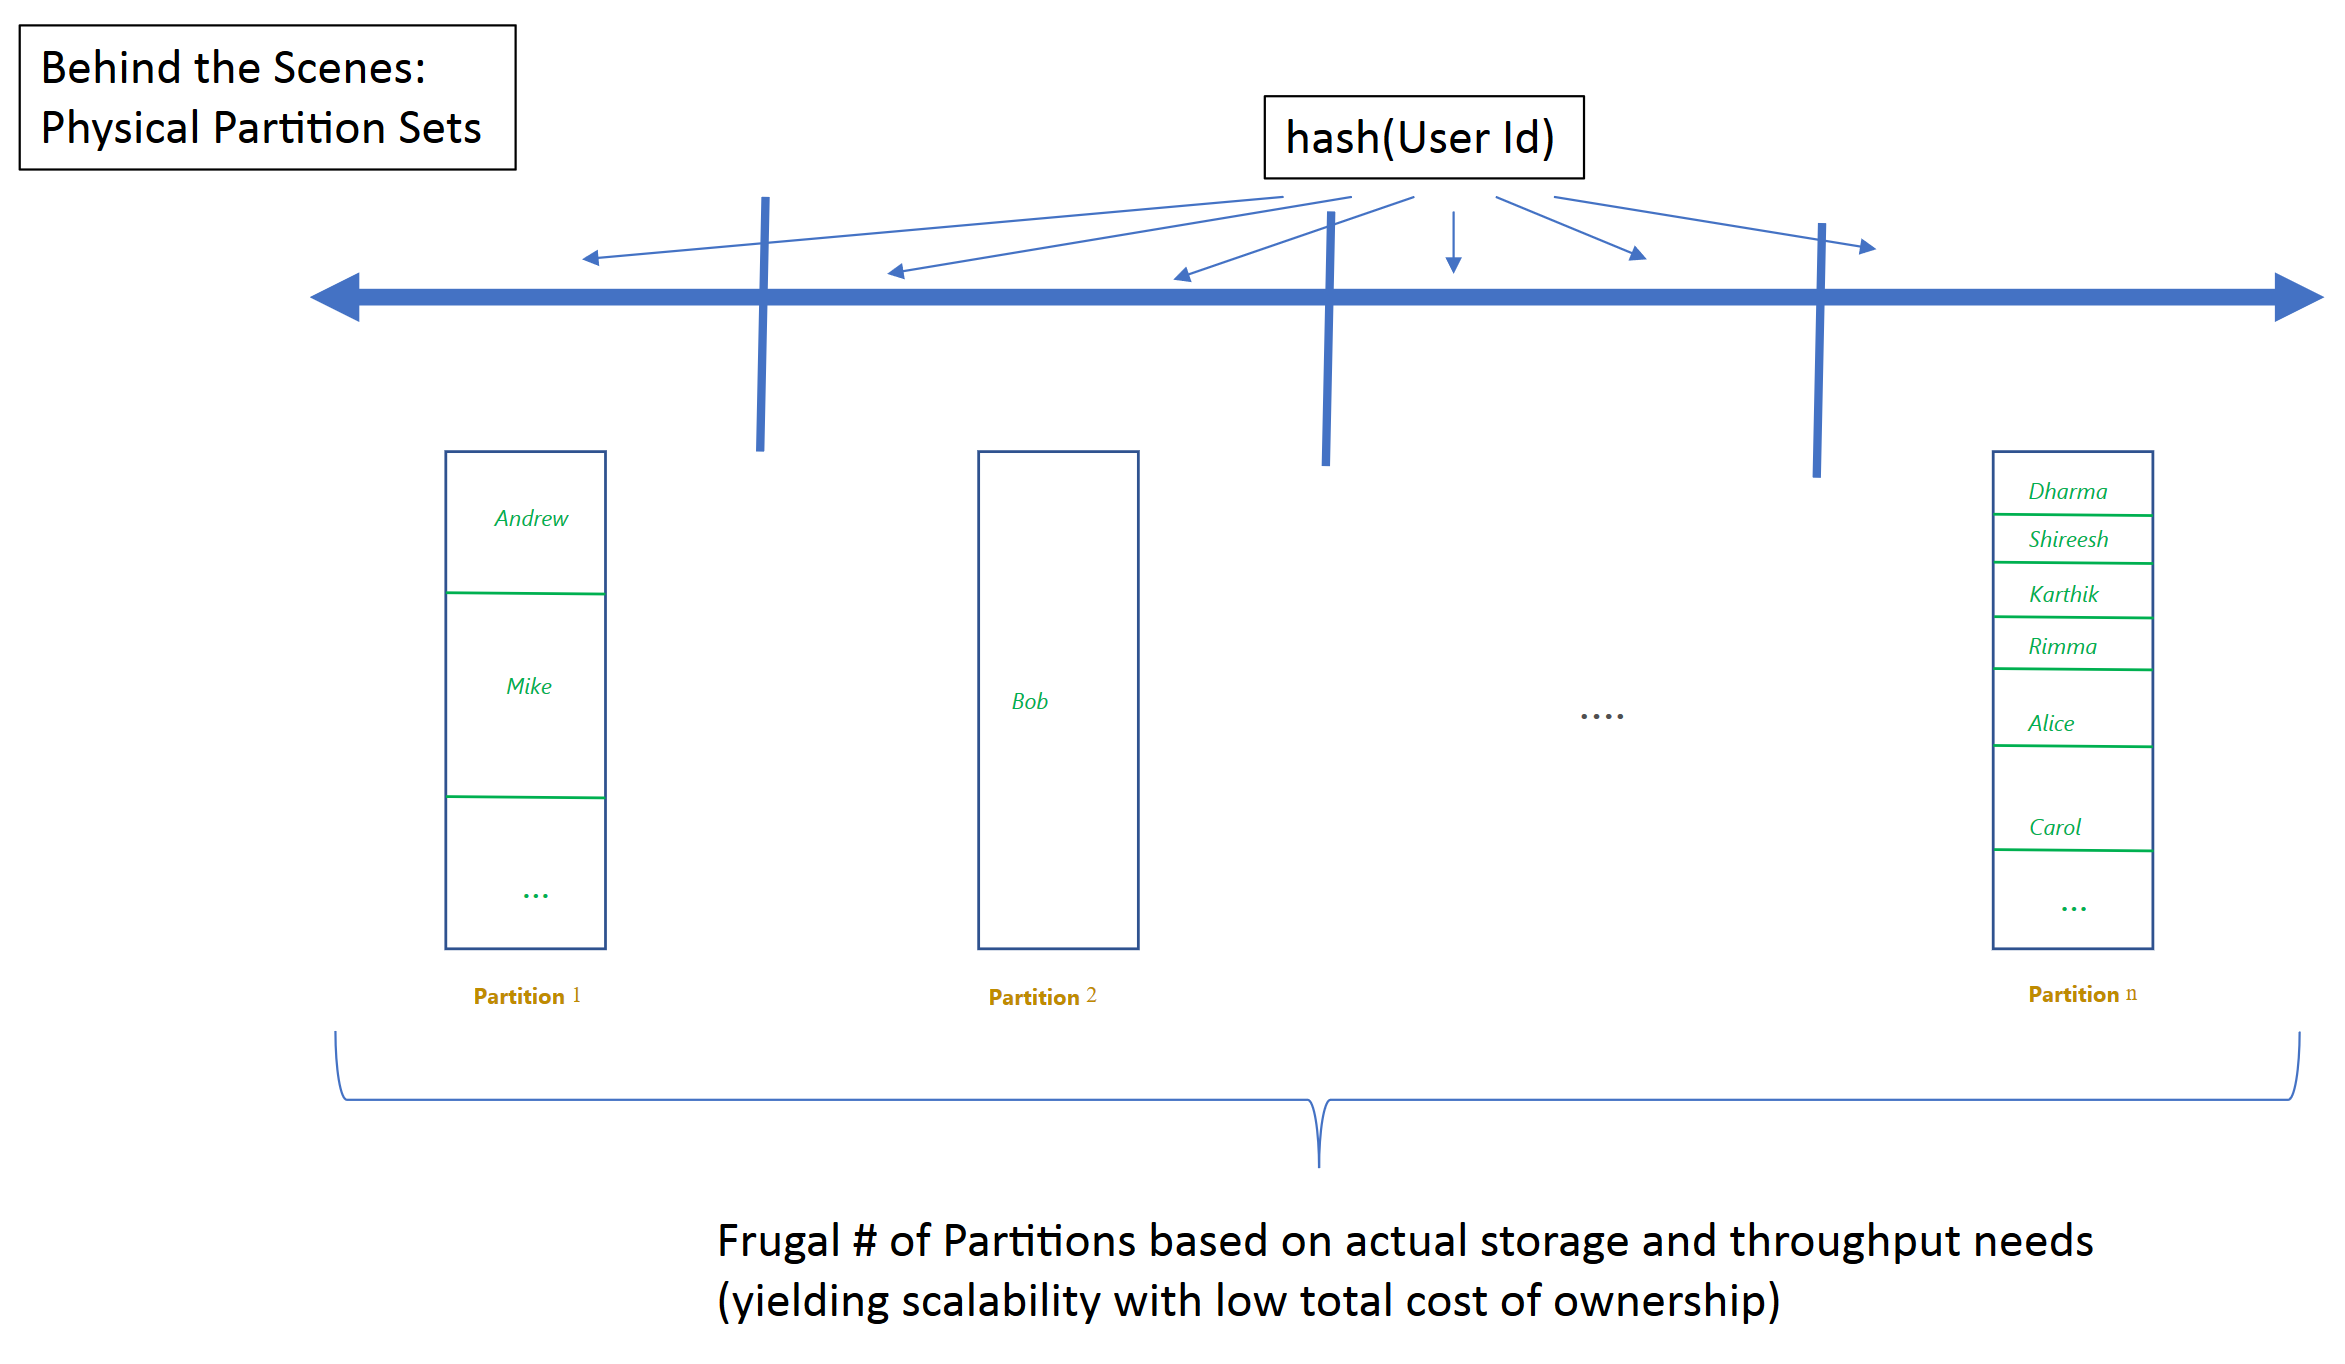 Behind the Scenes:
Physical Partition Sets
hash(User Id)
Andrew
Mike
...
Partition 1
Bob
Partition 2
....
Dharma
Shireesh
Karthik
Rimma
Alice
Carol
...
Partition n
Frugal # of Partitions based on actual storage and throughput needs
(yielding scalability with low total cost of ownership)